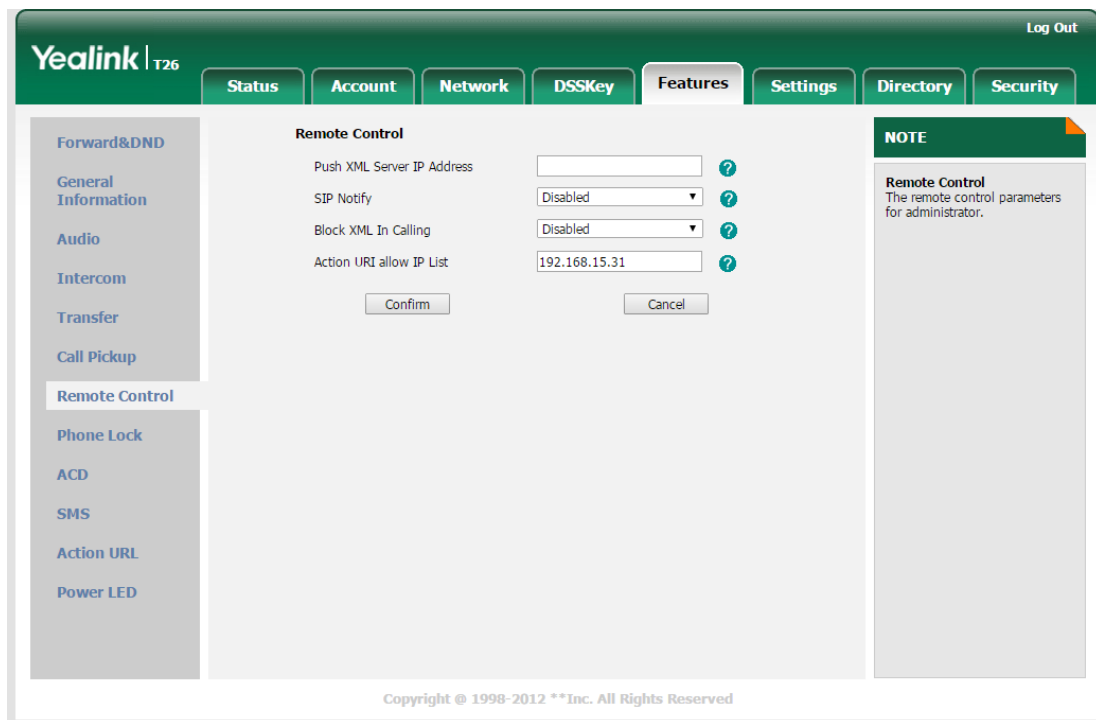 Log Out
Yealink | T26
Status Account Network DSSKey Features Settings Directory Security
Forward&DND
General
Information
Audio
Intercom
Transfer
Call Pickup
Remote Control
Phone Lock
ACD
SMS
Action URL
Power LED
Remote Control
Push XML Server IP Address ?
SIP Notify Disabled ?
Block XML In Calling Disabled ?
Action URI allow IP List 192.168.15.31 ?
Confirm Cancel
NOTE
Remote Control
The remote control parameters
for administrator.
Copyright @ 1998-2012 **Inc. All Rights Reserved